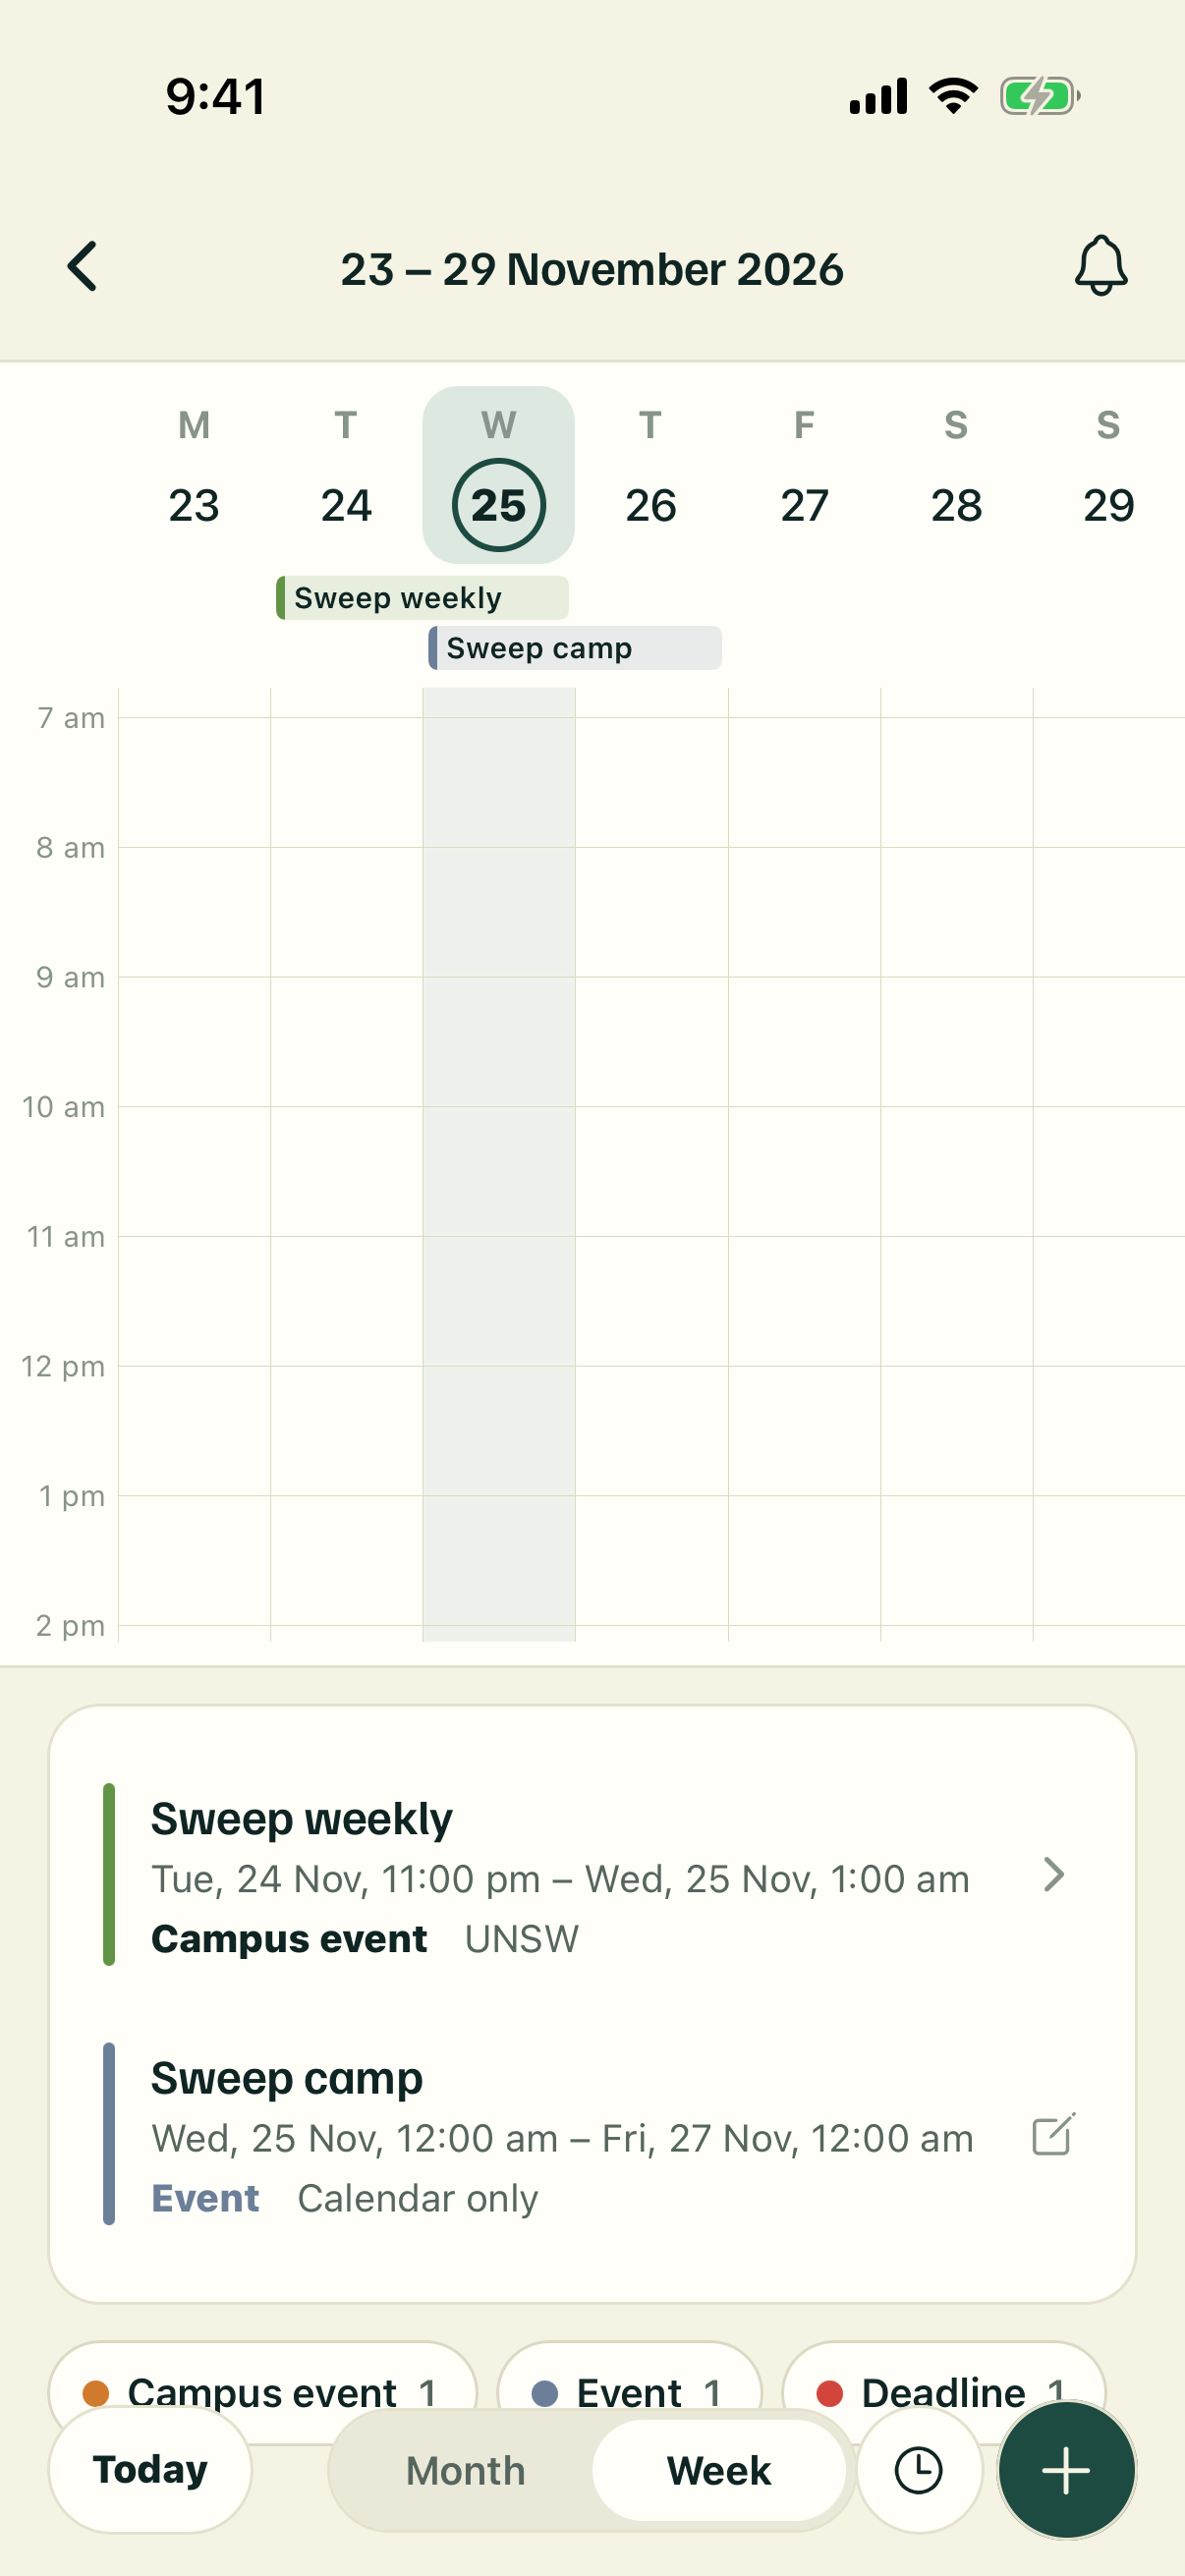 9:41
23 – 29 November 2026
M T W T F S S
23 24 25 26 27 28 29
Sweep weekly
Sweep camp
7 am
8 am
9 am
10 am
11 am
12 pm
1 pm
2 pm
Sweep weekly
Tue, 24 Nov, 11:00 pm – Wed, 25 Nov, 1:00 am
Campus event UNSW
Sweep camp
Wed, 25 Nov, 12:00 am – Fri, 27 Nov, 12:00 am
Event Calendar only
Campus event 1 Event 1 Deadline 1
Today Month Week